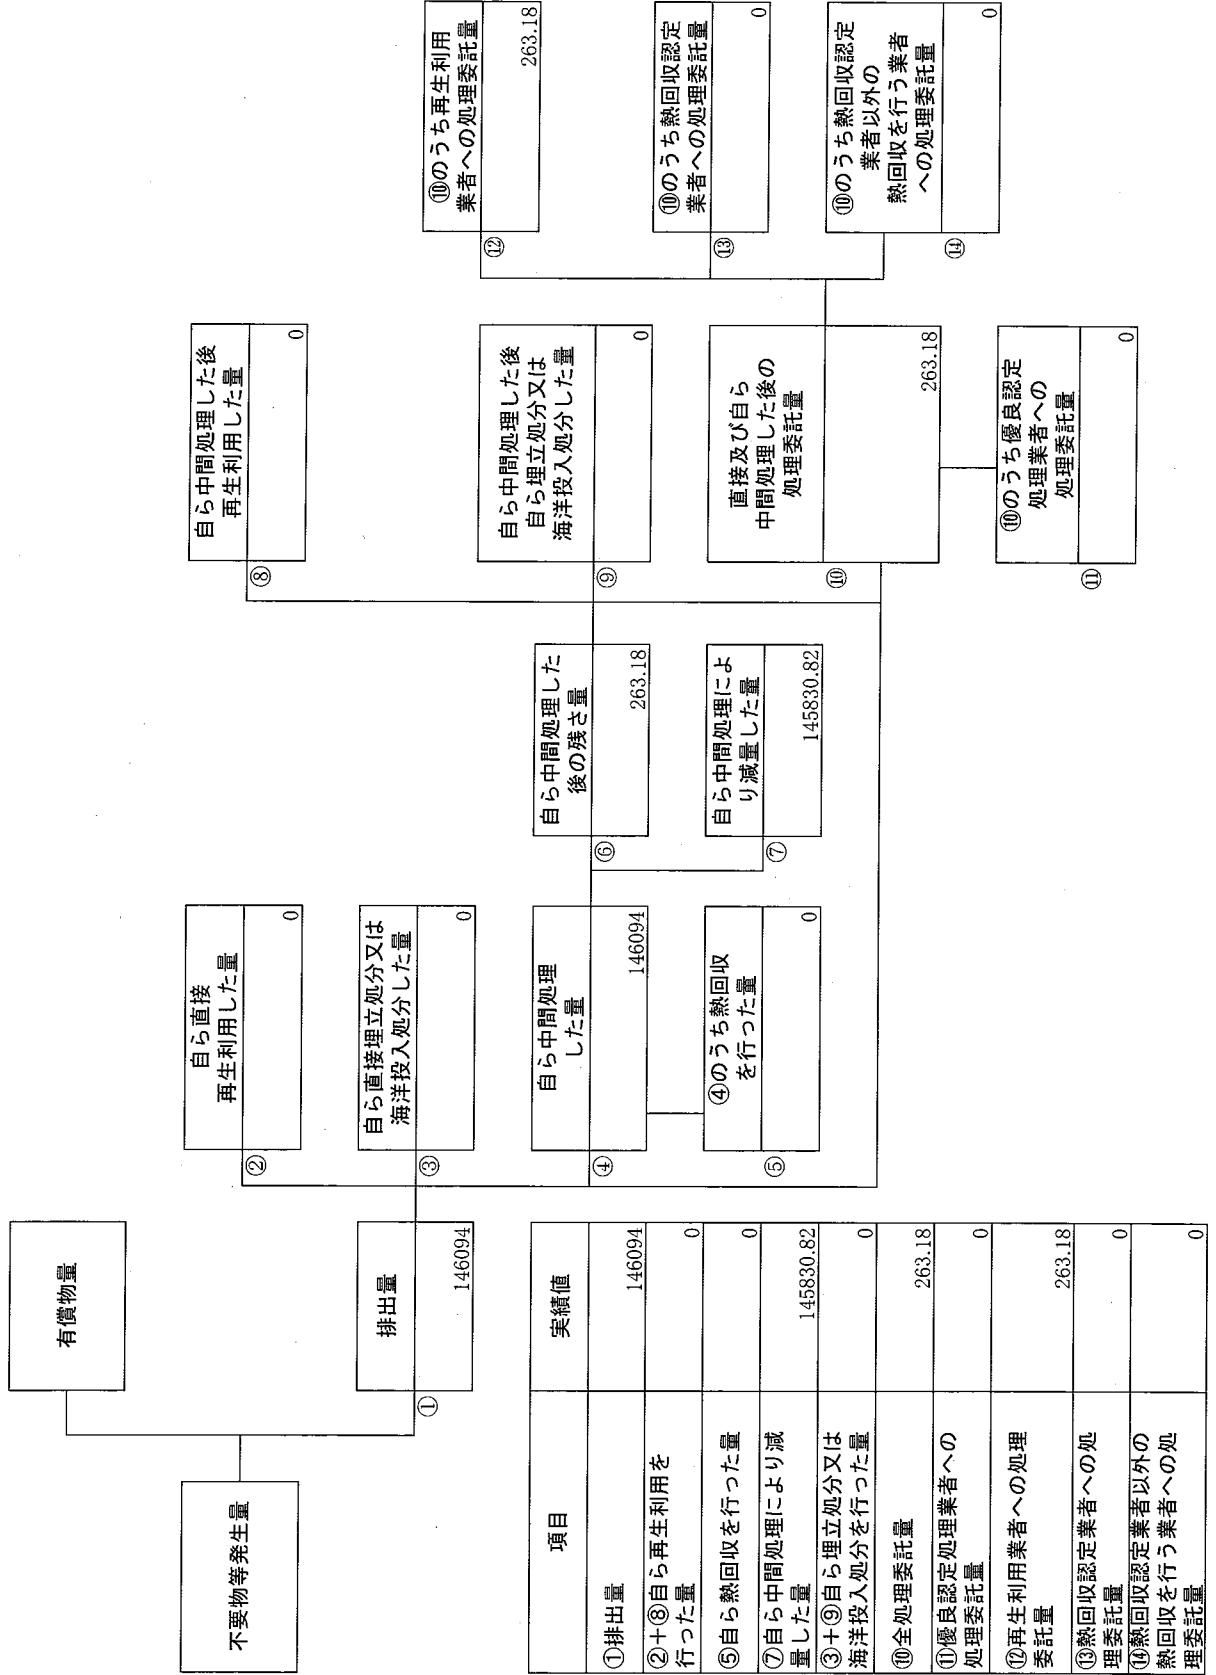 不要物等発生量
有償物量
①
排出量
146094
②
自ら直接
再生利用した量
0
③
自ら直接埋立処分又は
海洋投入処分した量
0
④
自ら中間処理
した量
146094
⑤
④のうち熱回収
を行った量
0
⑥
自ら中間処理した
後の残さ量
263.18
⑦
自ら中間処理によ
り減量した量
145830.82
⑧
自ら中間処理した後
再生利用した量
0
⑨
自ら中間処理した後
自ら埋立処分又は
海洋投入処分した量
0
⑩
直接及び自ら
中間処理した後の
処理委託量
263.18
⑪
⑩のうち優良認定
処理業者への
処理委託量
0
⑫
⑩のうち再生利用
業者への処理委託量
263.18
⑬
⑩のうち熱回収認定
業者への処理委託量
0
⑭
⑩のうち熱回収認定
業者以外の
熱回収を行う業者
への処理委託量
0
項目
実績値
①排出量
146094
②+⑧自ら再生利用を
行った量
0
⑤自ら熱回収を行った量
0
⑦自ら中間処理により減
量した量
145830.82
③+⑨自ら埋立処分又は
海洋投入処分を行った量
0
⑩全処理委託量
263.18
⑪優良認定処理業者への
処理委託量
0
⑫再生利用業者への処理
委託量
263.18
⑬熱回収認定業者への処
理委託量
0
⑭熱回収認定業者以外の
熱回収を行う業者への処
理委託量
0